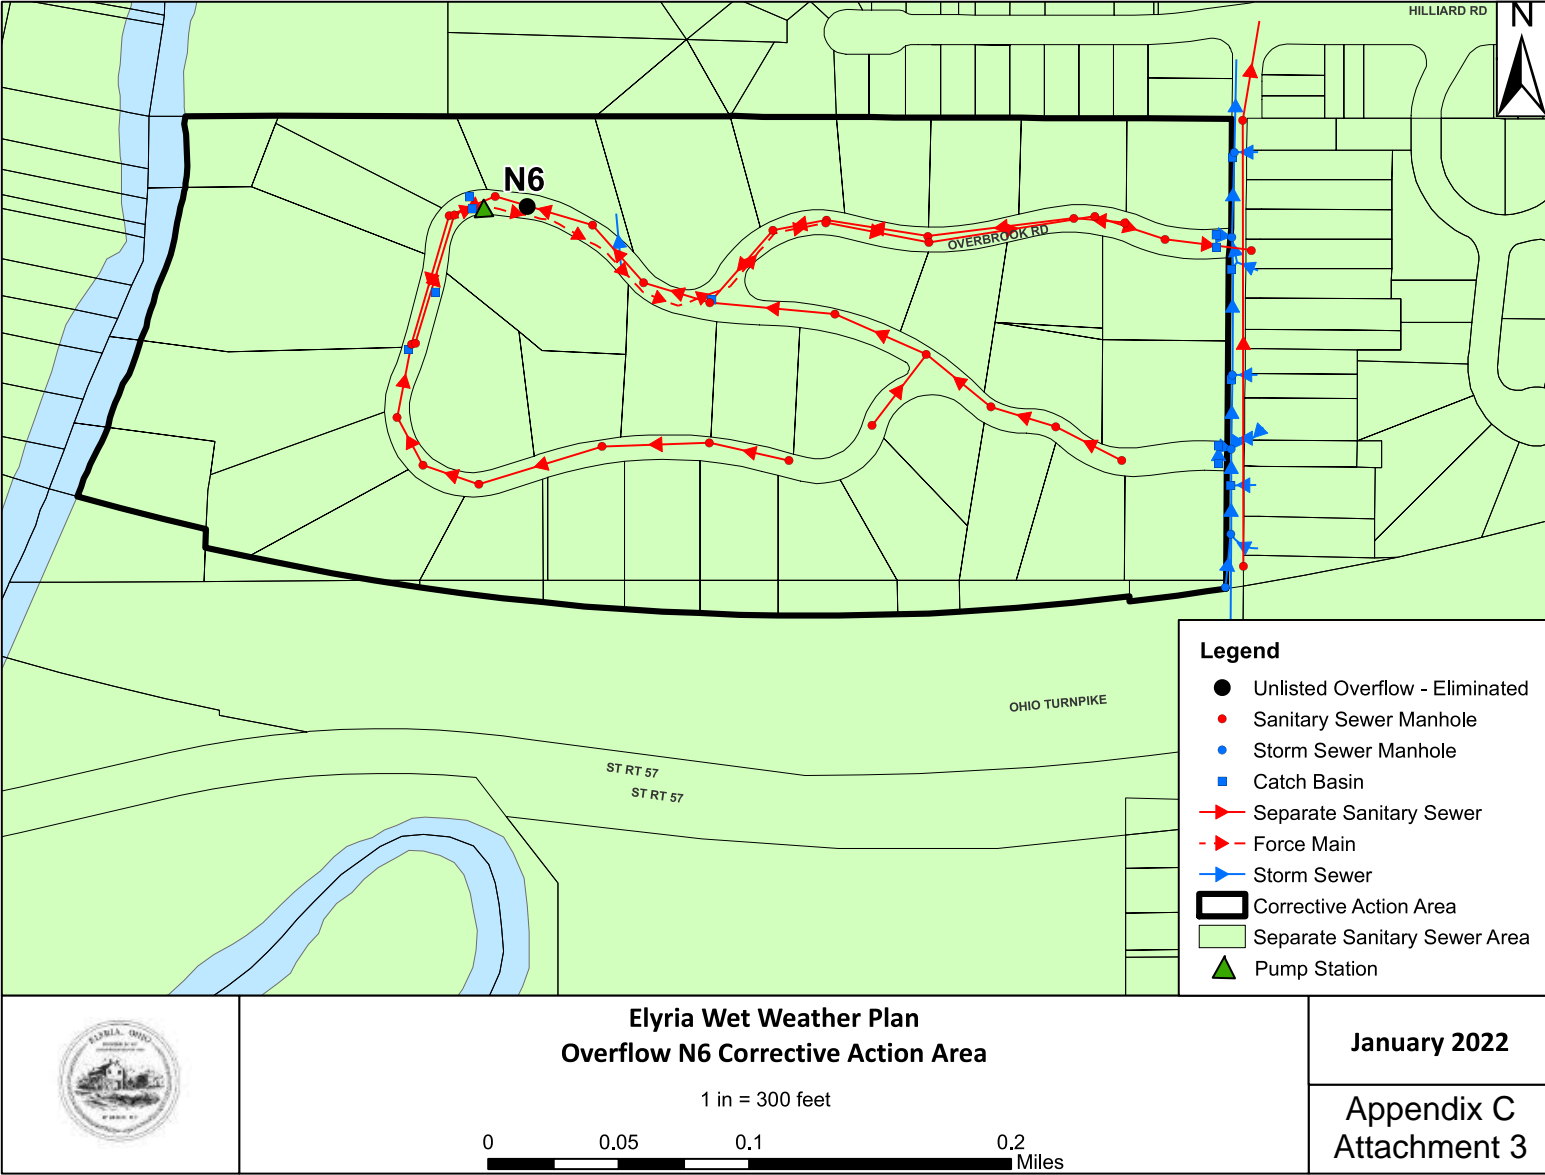 HILLIARD RD
N
N6
OVERBROOK RD
OHIO TURNPIKE
ST RT 57
ST RT 57
Legend
Unlisted Overflow - Eliminated
Sanitary Sewer Manhole
Storm Sewer Manhole
Catch Basin
Separate Sanitary Sewer
Force Main
Storm Sewer
Corrective Action Area
Separate Sanitary Sewer Area
Pump Station
ELYRIA, OHIO
Elyria Wet Weather Plan
Overflow N6 Corrective Action Area
1 in = 300 feet
0 0.05 0.1 0.2
Miles
January 2022
Appendix C
Attachment 3